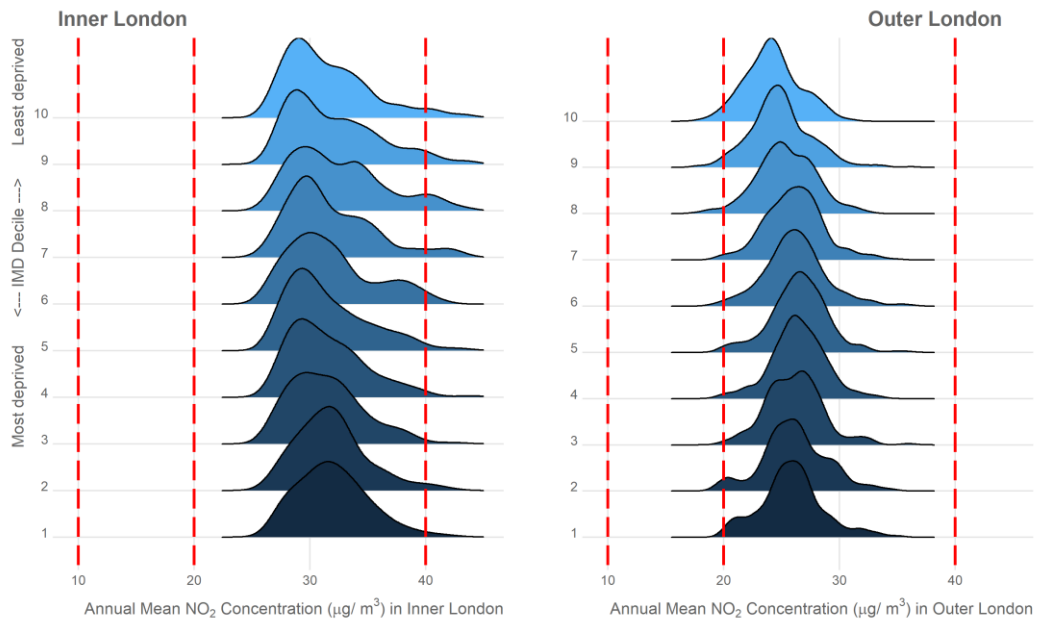 Inner London
Outer London
Least deprived
<--- IMD Decile --->
Most deprived
10
9
8
7
6
5
4
3
2
1
10 20 30 40
Annual Mean NO₂ Concentration (μg/ m³) in Inner London
10
9
8
7
6
5
4
3
2
1
10 20 30 40
Annual Mean NO₂ Concentration (μg/ m³) in Outer London